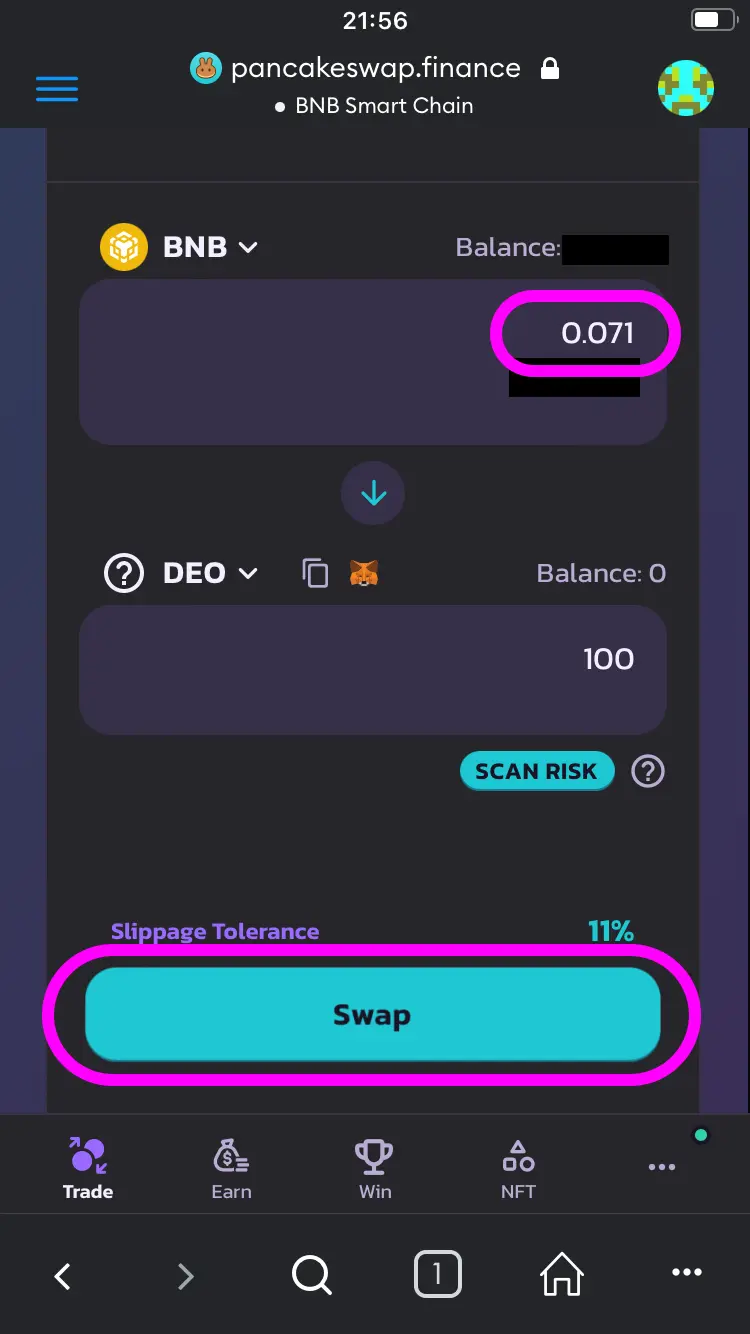 21:56
pancakeswap.finance
BNB Smart Chain
BNB Balance:
0.071
DEO Balance: 0
100
SCAN RISK ?
Slippage Tolerance 11%
Swap
Trade Earn Win NFT ...
1 ...